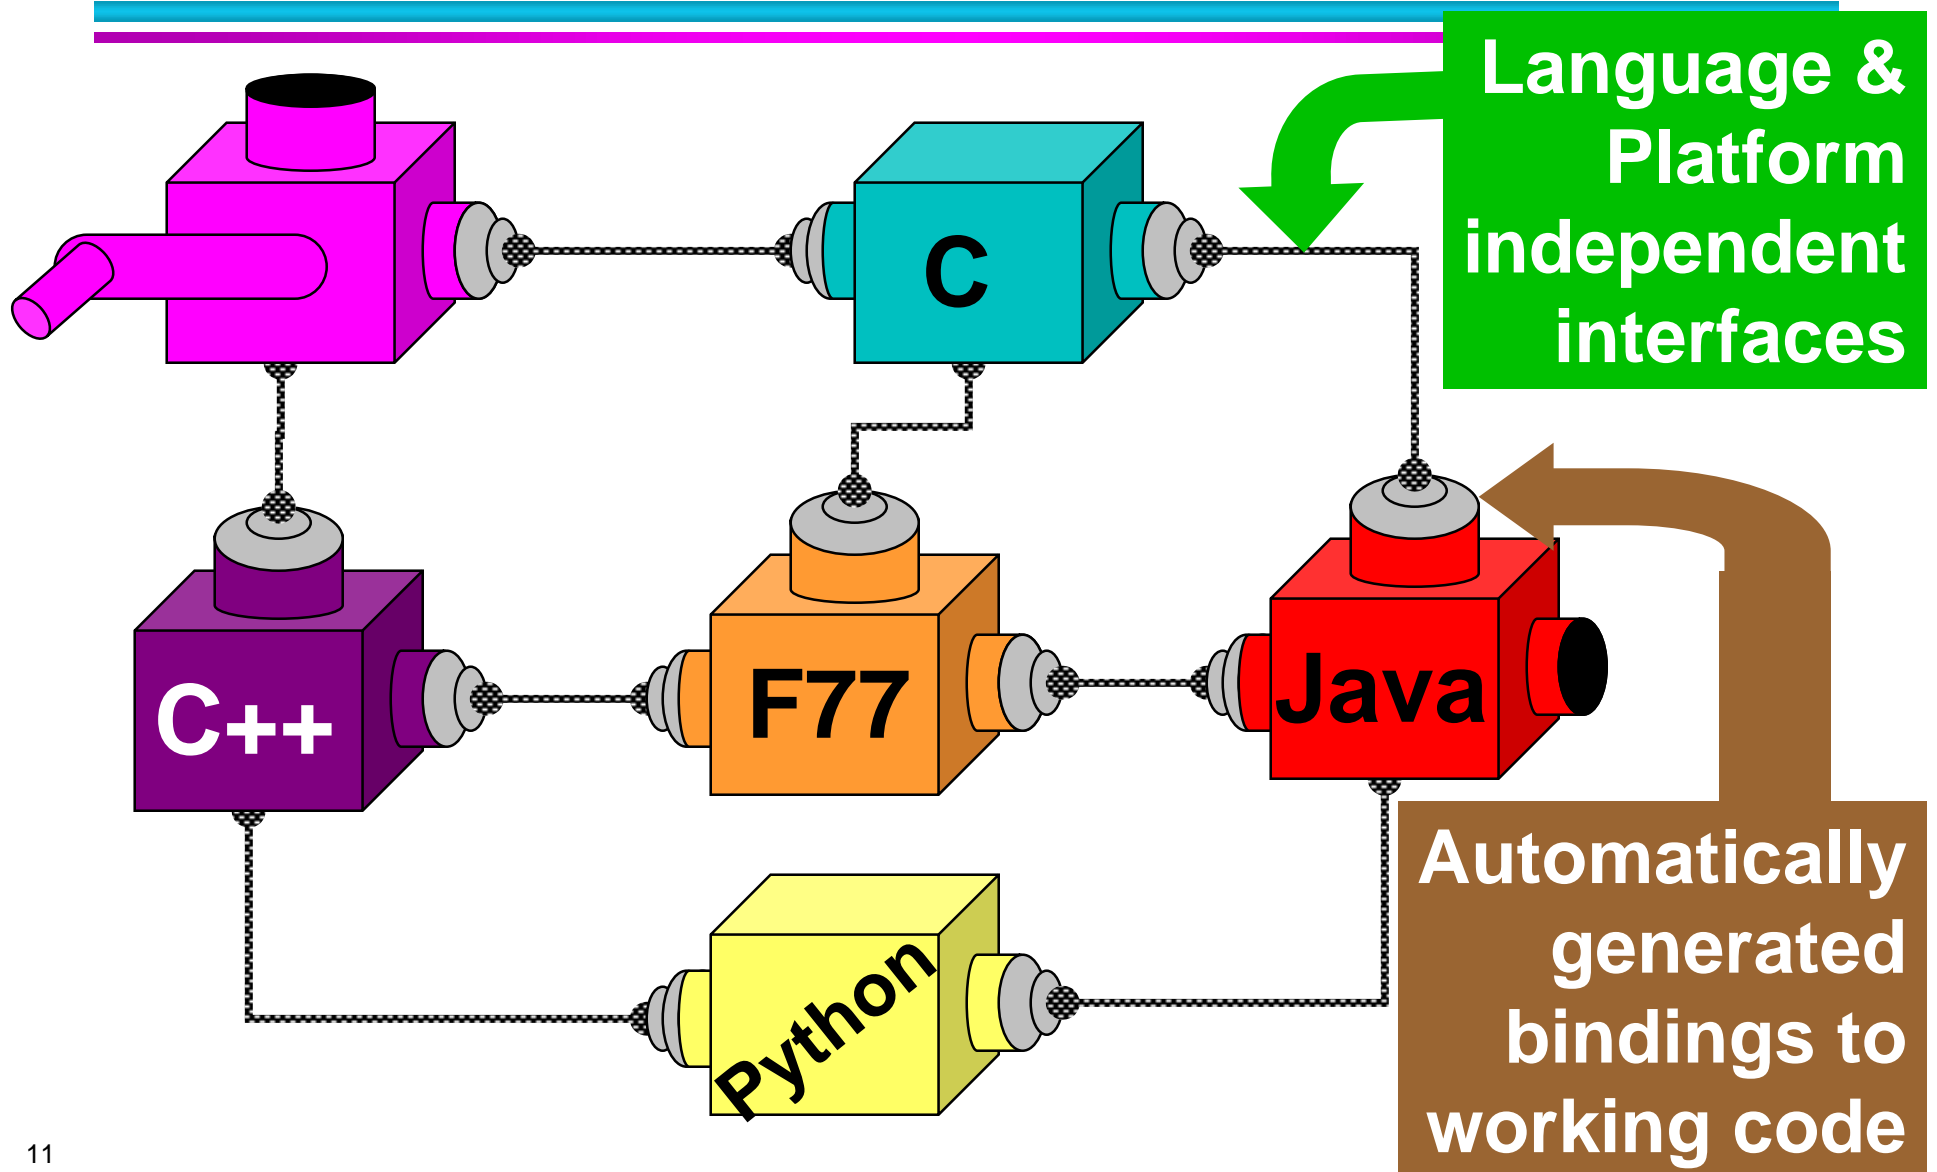 Language &
Platform
independent
interfaces
C
C++
F77
Java
Python
Automatically
generated
bindings to
working code
11